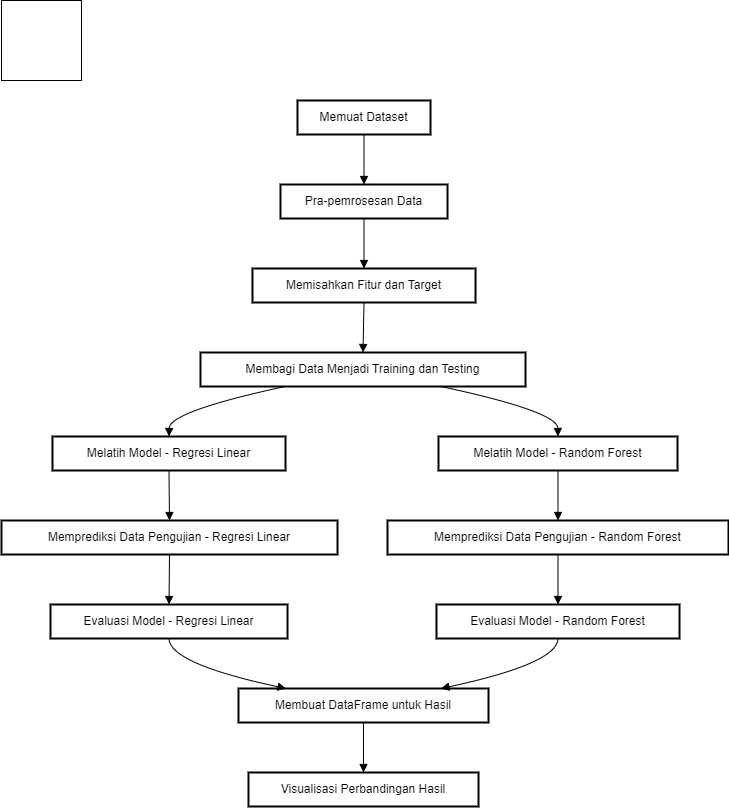 Memuat Dataset
Pra-pemrosesan Data
Memisahkan Fitur dan Target
Membagi Data Menjadi Training dan Testing
Melatih Model - Regresi Linear
Melatih Model - Random Forest
Memprediksi Data Pengujian - Regresi Linear
Memprediksi Data Pengujian - Random Forest
Evaluasi Model - Regresi Linear
Evaluasi Model - Random Forest
Membuat DataFrame untuk Hasil
Visualisasi Perbandingan Hasil